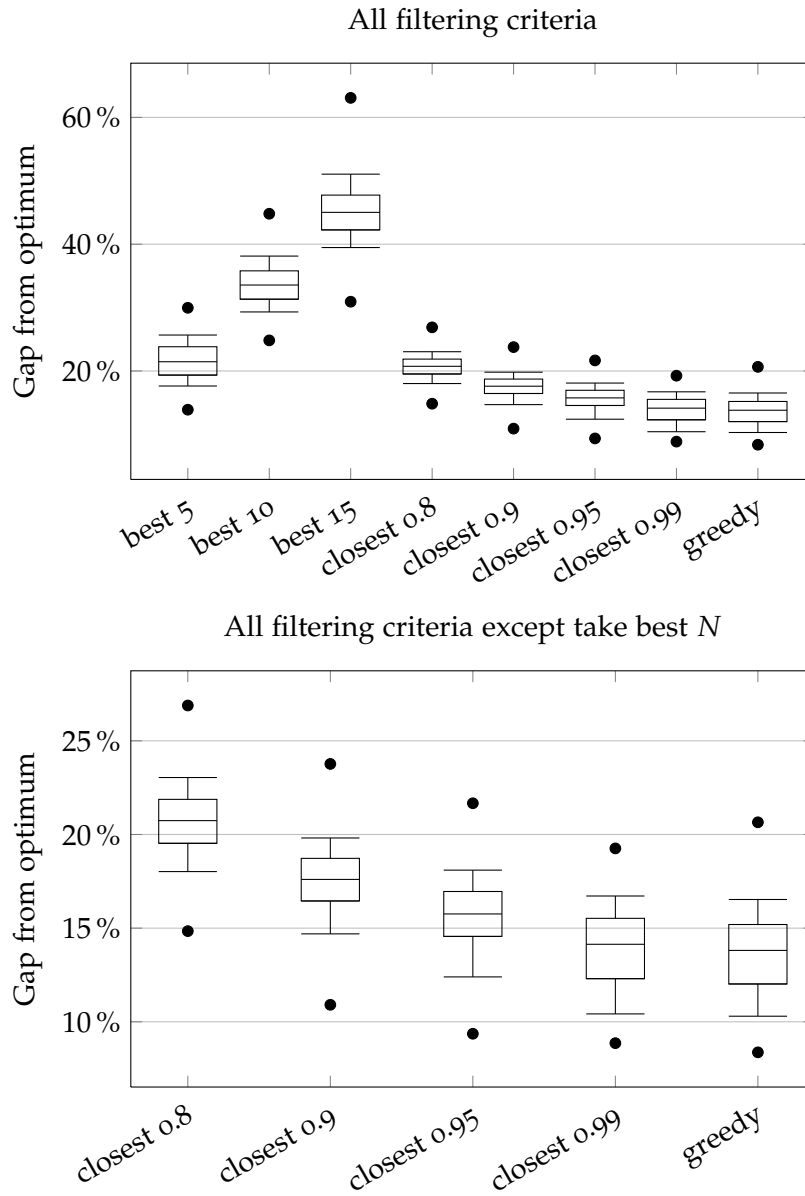 All filtering criteria
60 %
40 %
20 %
Gap from optimum
best 5
best 10
best 15
closest 0.8
closest 0.9
closest 0.95
closest 0.99
greedy
All filtering criteria except take best N
25 %
20 %
15 %
10 %
Gap from optimum
closest 0.8
closest 0.9
closest 0.95
closest 0.99
greedy